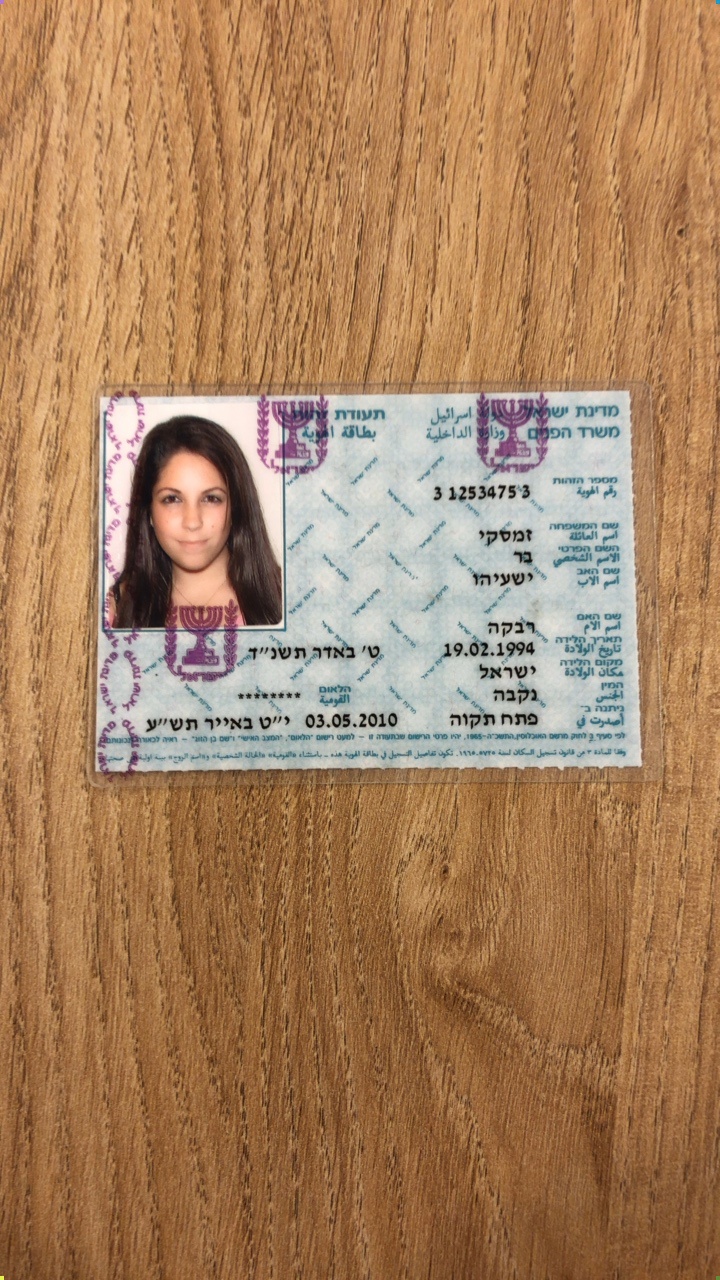 מדינת ישראל اسرائيل
משרד הפנים وزارة الداخلية
תעודת זהות
بطاقة الهوية
ישראל
ישראל
מספר הזהות
رقم الهوية
3 1253475 3
שם המשפחה
اسم العائلة
זמסקי
השם הפרטי
الاسم الشخصي
בר
שם האב
اسم الاب
ישעיהו
שם האם
اسم الام
רבקה
תאריך הלידה
تاريخ الولادة
19.02.1994 ט' באדר תשנ"ד
מקום הלידה
مكان الولادة
ישראל
המין
الجنس
נקבה
הלאום
القومية
********
ניתנה ב־
أصدرت في
פתח תקוה 03.05.2010 י"ט באייר תש"ע